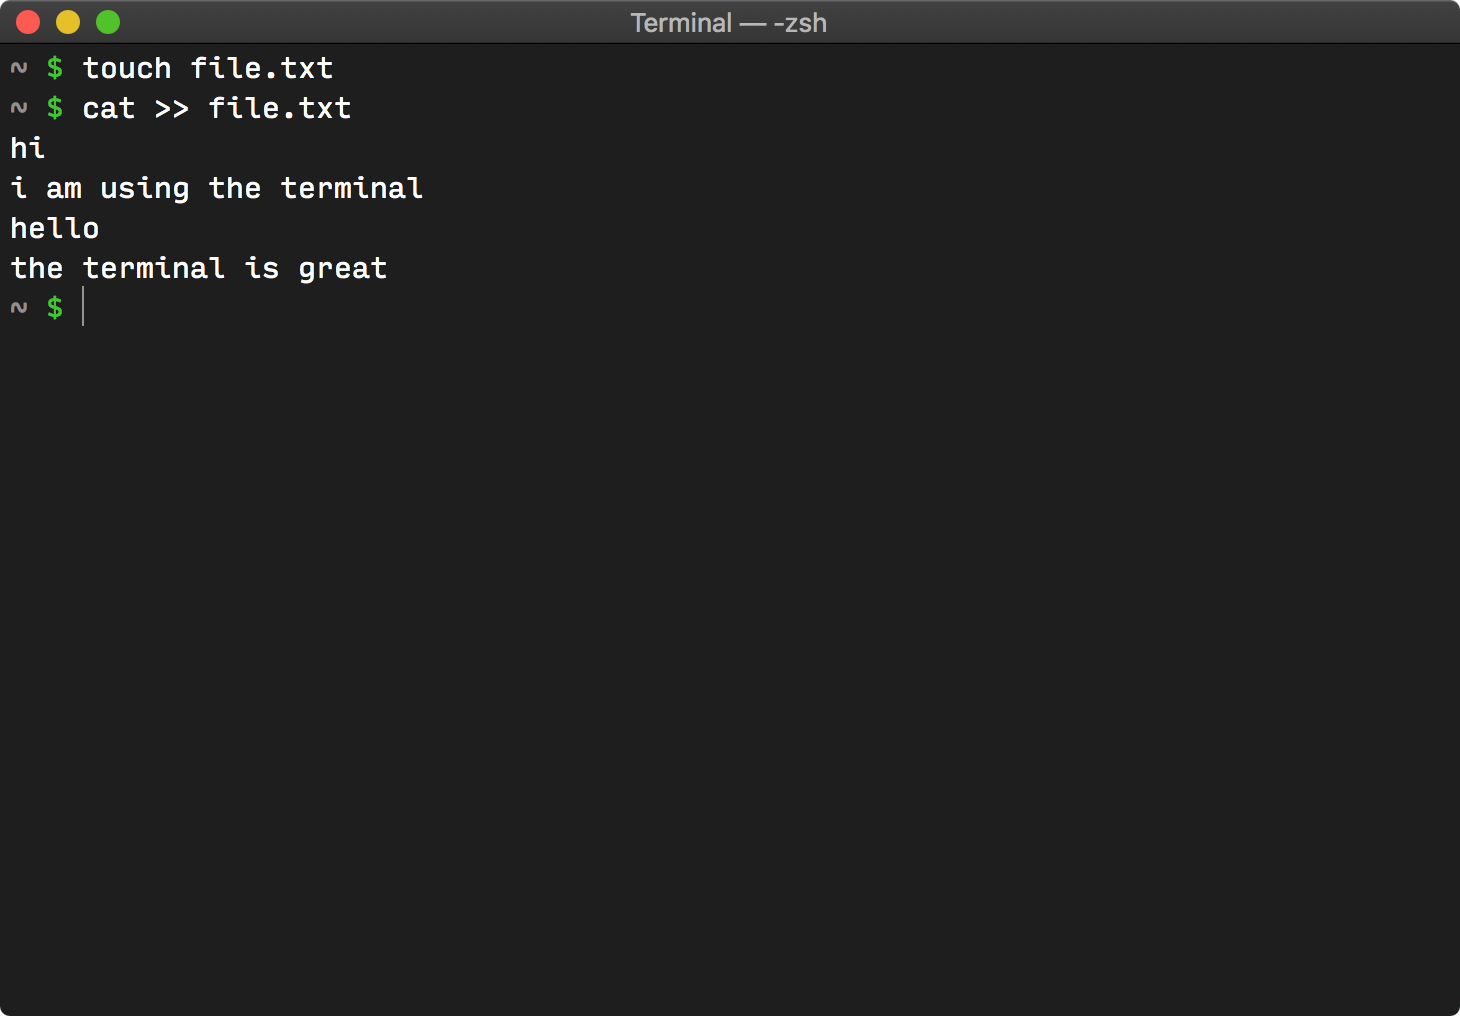 Terminal — -zsh
~ $ touch file.txt
~ $ cat >> file.txt
hi
i am using the terminal
hello
the terminal is great
~ $